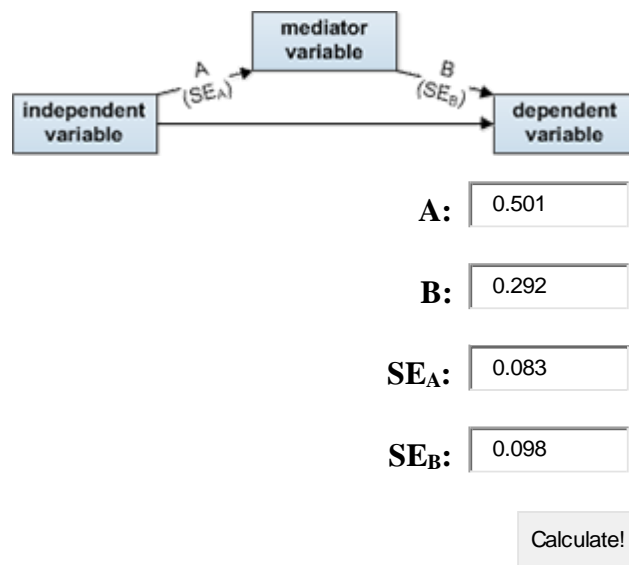 mediator
variable
A
(SEA)
B
(SEB)
independent
variable
dependent
variable
A: 0.501
B: 0.292
SEA: 0.083
SEB: 0.098
Calculate!